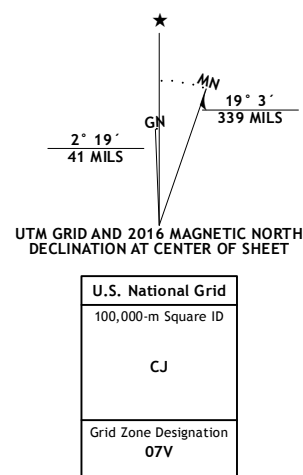 MN
GN
19° 3´
339 MILS
2° 19´
41 MILS
UTM GRID AND 2016 MAGNETIC NORTH
DECLINATION AT CENTER OF SHEET
U.S. National Grid
100,000-m Square ID
CJ
Grid Zone Designation
07V